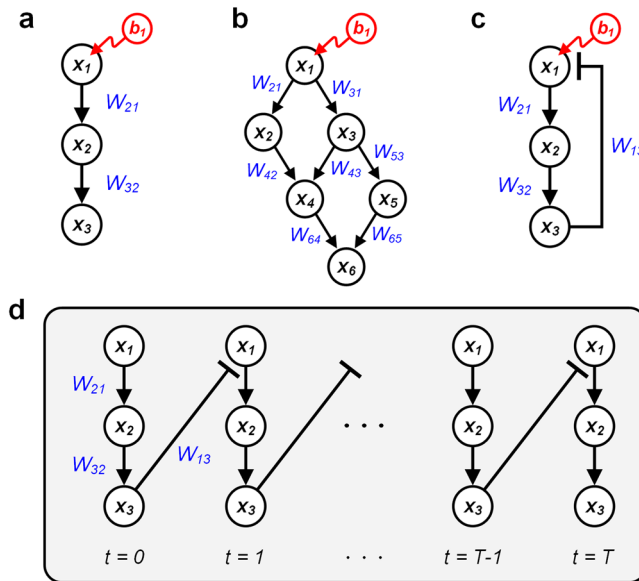 a
b₁
x₁
W₂₁
x₂
W₃₂
x₃
b
b₁
x₁
W₂₁ W₃₁
x₂ x₃
W₄₂ W₄₃ W₅₃
x₄ x₅
W₆₄ W₆₅
x₆
c
b₁
x₁
W₂₁ W₁₃
x₂
W₃₂
x₃
d
x₁ x₁ x₁ x₁
W₂₁
x₂ x₂ . . . x₂ x₂
W₃₂ W₁₃
x₃ x₃ x₃ x₃
t = 0 t = 1 . . . t = T-1 t = T